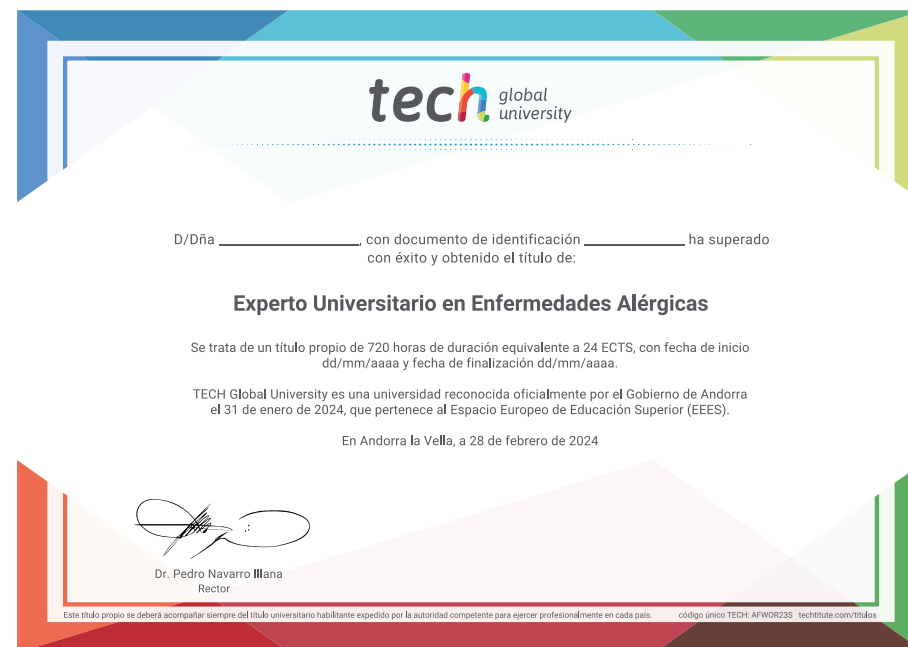 tech global university
D/Dña ____________________, con documento de identificación ______________ ha superado
con éxito y obtenido el título de:
Experto Universitario en Enfermedades Alérgicas
Se trata de un título propio de 720 horas de duración equivalente a 24 ECTS, con fecha de inicio
dd/mm/aaaa y fecha de finalización dd/mm/aaaa.
TECH Global University es una universidad reconocida oficialmente por el Gobierno de Andorra
el 31 de enero de 2024, que pertenece al Espacio Europeo de Educación Superior (EEES).
En Andorra la Vella, a 28 de febrero de 2024
Dr. Pedro Navarro Illana
Rector
Este título propio se deberá acompañar siempre del título universitario habilitante expedido por la autoridad competente para ejercer profesionalmente en cada país. código único TECH: AFWOR23S techtitute.com/titulos